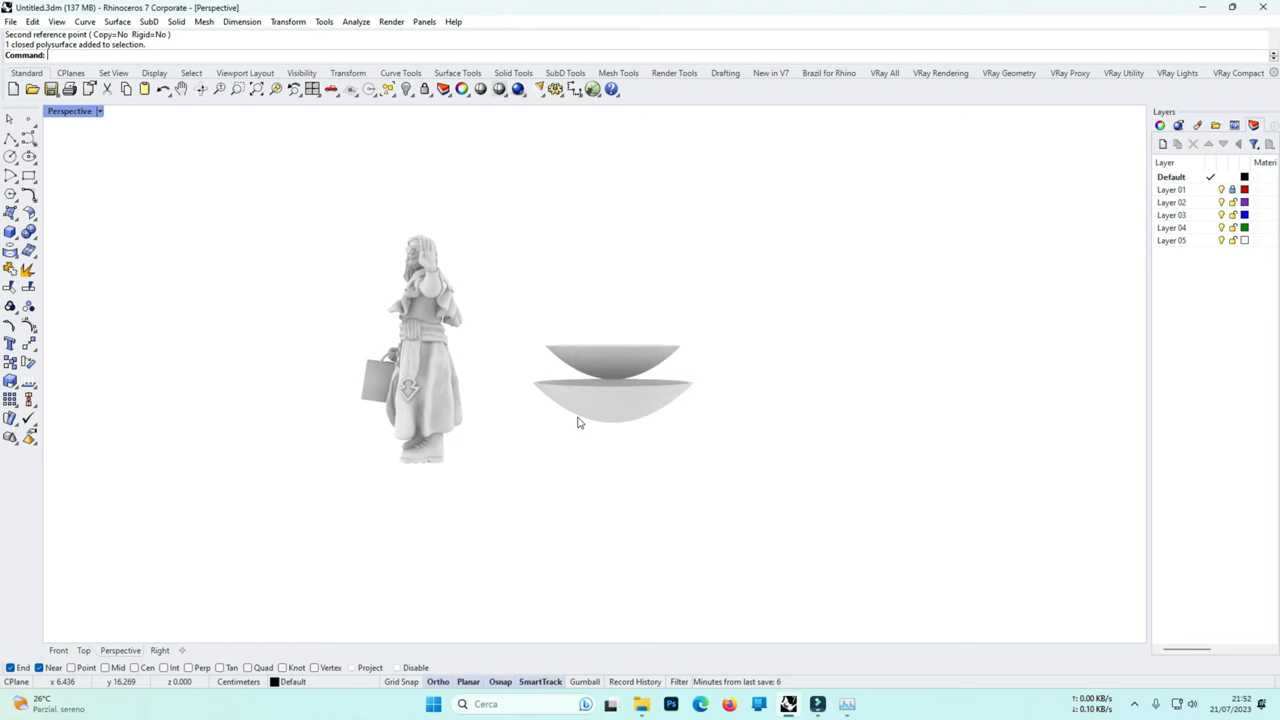 Untitled.3dm (137 MB) - Rhinoceros 7 Corporate - [Perspective]
File Edit View Curve Surface SubD Solid Mesh Dimension Transform Tools Analyze Render Panels Help
Second reference point ( Copy=No Rigid=No )
1 closed polysurface added to selection.
Command:
Standard CPlanes Set View Display Select Viewport Layout Visibility Transform Curve Tools Surface Tools Solid Tools SubD Tools Mesh Tools Render Tools Drafting New in V7 Brazil for Rhino VRay All VRay Rendering VRay Geometry VRay Proxy VRay Utility VRay Lights VRay Compact
Perspective
Layers
Layer Materi
Default
Layer 01
Layer 02
Layer 03
Layer 04
Layer 05
Front Top Perspective Right
End Near Point Mid Cen Int Perp Tan Quad Knot Vertex Project Disable
CPlane x 6.436 y 16.269 z 0.000 Centimeters Default Grid Snap Ortho Planar Osnap SmartTrack Gumball Record History Filter Minutes from last save: 6
26°C
Parzial. sereno
Cerca
↑: 0.00 KB/s
↓: 0.10 KB/s
21:52
21/07/2023